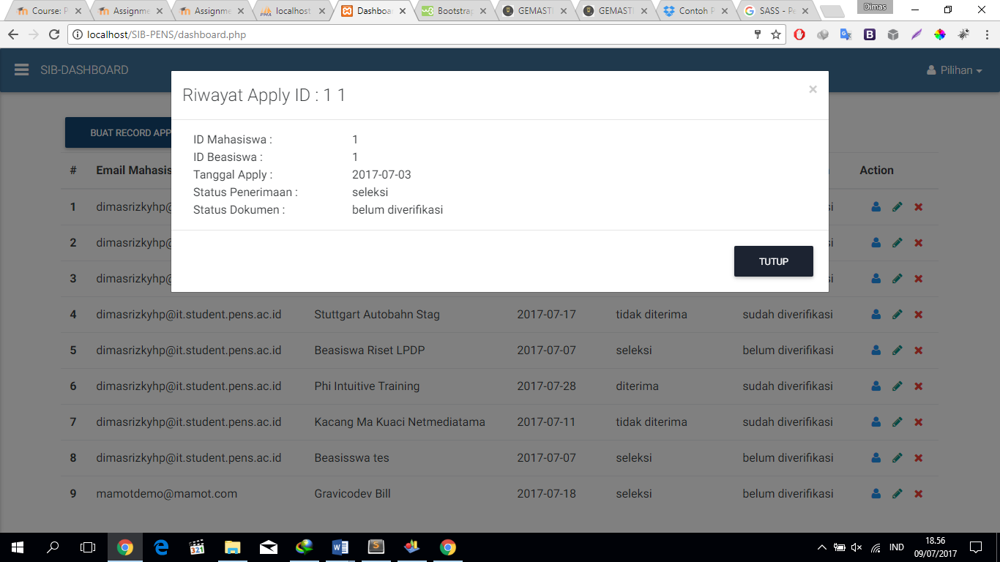 Course: P
Assignme
Assignme
localhost
Dashboa
Bootstrap
GEMASTI
GEMASTI
Contoh P
SASS - Pe
Dimas
localhost/SIB-PENS/dashboard.php
SIB-DASHBOARD
Pilihan
Riwayat Apply ID : 1 1
×
BUAT RECORD APP
ID Mahasiswa : 1
ID Beasiswa : 1
Tanggal Apply : 2017-07-03
Status Penerimaan : seleksi
Status Dokumen : belum diverifikasi
TUTUP
# Email Mahasis Action
1 dimasrizkyhp@ si
2 dimasrizkyhp@ si
3 dimasrizkyhp@ si
4 dimasrizkyhp@it.student.pens.ac.id Stuttgart Autobahn Stag 2017-07-17 tidak diterima sudah diverifikasi
5 dimasrizkyhp@it.student.pens.ac.id Beasiswa Riset LPDP 2017-07-07 seleksi belum diverifikasi
6 dimasrizkyhp@it.student.pens.ac.id Phi Intuitive Training 2017-07-28 diterima sudah diverifikasi
7 dimasrizkyhp@it.student.pens.ac.id Kacang Ma Kuaci Netmediatama 2017-07-11 tidak diterima sudah diverifikasi
8 dimasrizkyhp@it.student.pens.ac.id Beasisswa tes 2017-07-07 seleksi belum diverifikasi
9 mamotdemo@mamot.com Gravicodev Bill 2017-07-18 seleksi belum diverifikasi
IND
18.56
09/07/2017